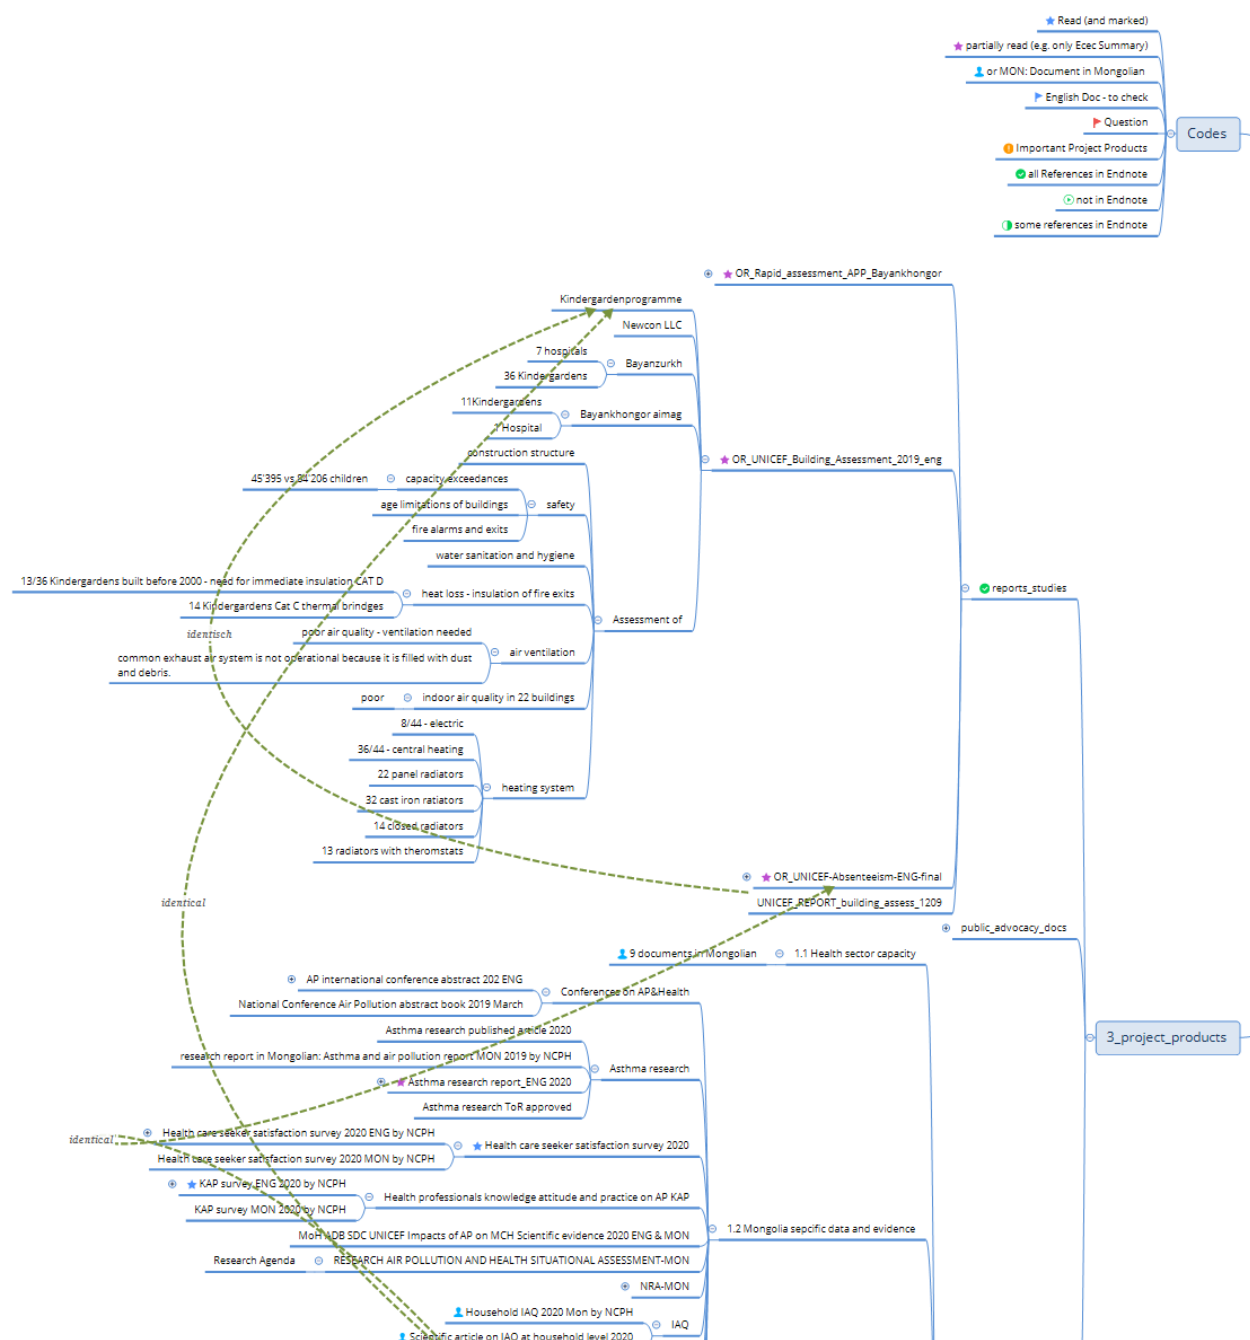 Read (and marked)
partially read (e.g. only Ecec Summary)
or MON: Document in Mongolian
English Doc - to check
Question
Important Project Products
all References in Endnote
not in Endnote
some references in Endnote
Codes
OR_Rapid_assessment_APP_Bayankhongor
Kindergardenprogramme
Newcon LLC
7 hospitals
36 Kindergardens
Bayanzurkh
11Kindergardens
1 Hospital
Bayankhongor aimag
OR_UNICEF_Building_Assessment_2019_eng
construction structure
45'395 vs 84'206 children
capacity exceedances
age limitations of buildings
fire alarms and exits
safety
water sanitation and hygiene
13/36 Kindergardens built before 2000 - need for immediate insulation CAT D
14 Kindergardens Cat C thermal brindges
heat loss - insulation of fire exits
Assessment of
reports_studies
identisch
poor air quality - ventilation needed
common exhaust air system is not operational because it is filled with dust
and debris.
air ventilation
poor
indoor air quality in 22 buildings
8/44 - electric
36/44 - central heating
22 panel radiators
32 cast iron ratiators
14 closed radiators
13 radiators with theromstats
heating system
OR_UNICEF-Absenteeism-ENG-final
UNICEF_REPORT_building_assess_1209
identical
public_advocacy_docs
9 documents in Mongolian
1.1 Health sector capacity
AP international conference abstract 202 ENG
National Conference Air Pollution abstract book 2019 March
Conferences on AP&Health
Asthma research published article 2020
research report in Mongolian: Asthma and air pollution report MON 2019 by NCPH
Asthma research report_ENG 2020
Asthma research ToR approved
Asthma research
3_project_products
identical
Health care seeker satisfaction survey 2020 ENG by NCPH
Health care seeker satisfaction survey 2020 MON by NCPH
Health care seeker satisfaction survey 2020
KAP survey ENG 2020 by NCPH
KAP survey MON 2020 by NCPH
Health professionals knowledge attitude and practice on AP KAP
1.2 Mongolia sepcific data and evidence
MoH ADB SDC UNICEF Impacts of AP on MCH Scientific evidence 2020 ENG & MON
Research Agenda
RESEARCH AIR POLLUTION AND HEALTH SITUATIONAL ASSESSMENT-MON
NRA-MON
Household IAQ 2020 Mon by NCPH
Scientific article on IAQ at household level 2020
IAQ